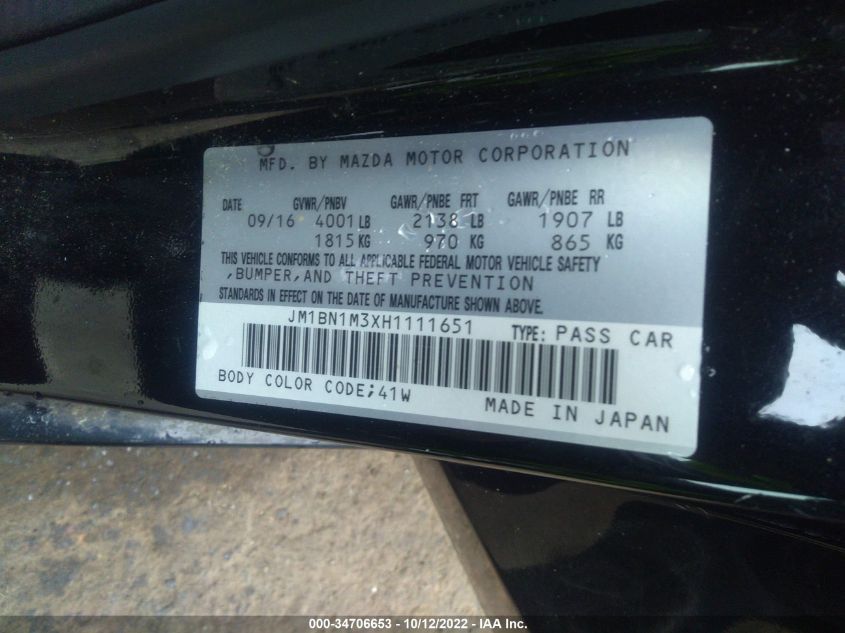 MFD. BY MAZDA MOTOR CORPORATION
DATE GVWR/PNBV GAWR/PNBE FRT GAWR/PNBE RR
09/16 4001 LB 2138 LB 1907 LB
1815 KG 970 KG 865 KG
THIS VEHICLE CONFORMS TO ALL APPLICABLE FEDERAL MOTOR VEHICLE SAFETY
,BUMPER,AND THEFT PREVENTION
STANDARDS IN EFFECT ON THE DATE OF MANUFACTURE SHOWN ABOVE.
JM1BN1M3XH1111651 TYPE: PASS CAR
BODY COLOR CODE;41W
MADE IN JAPAN
000-34706653 - 10/12/2022 - IAA Inc.